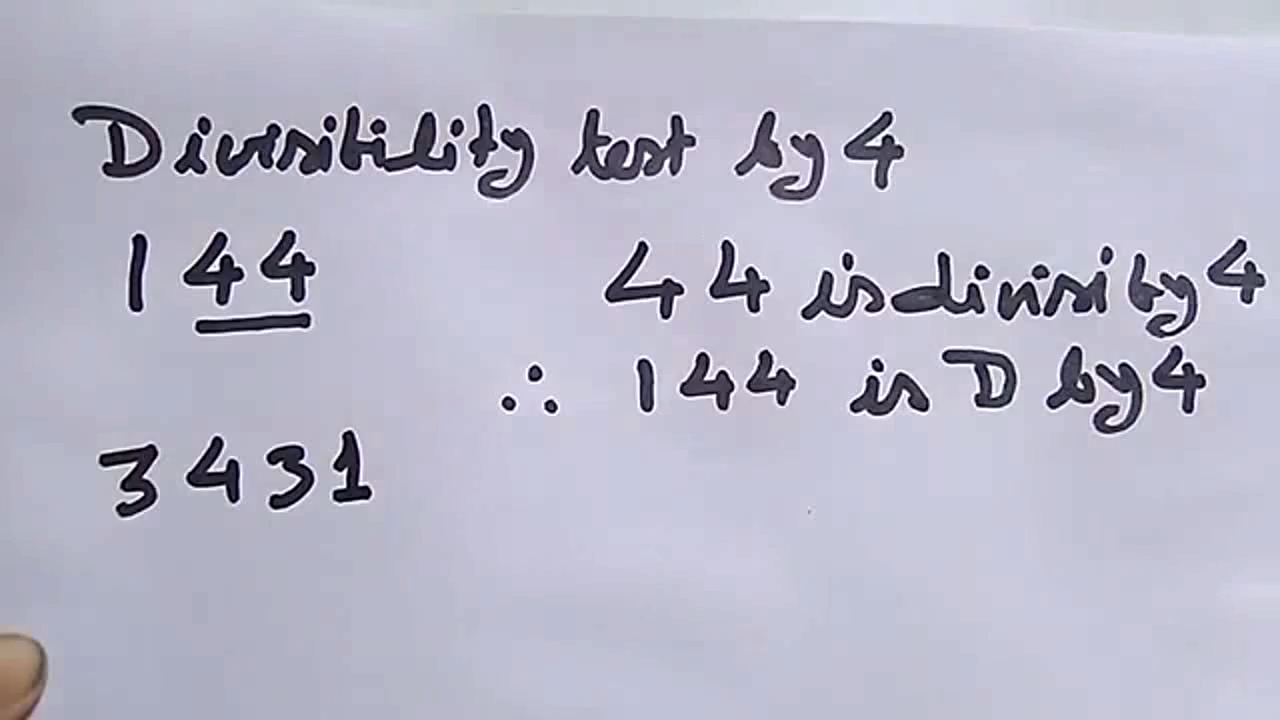 Divisibility test by 4
144 44 is divisi by 4
∴ 144 is D by 4
3431